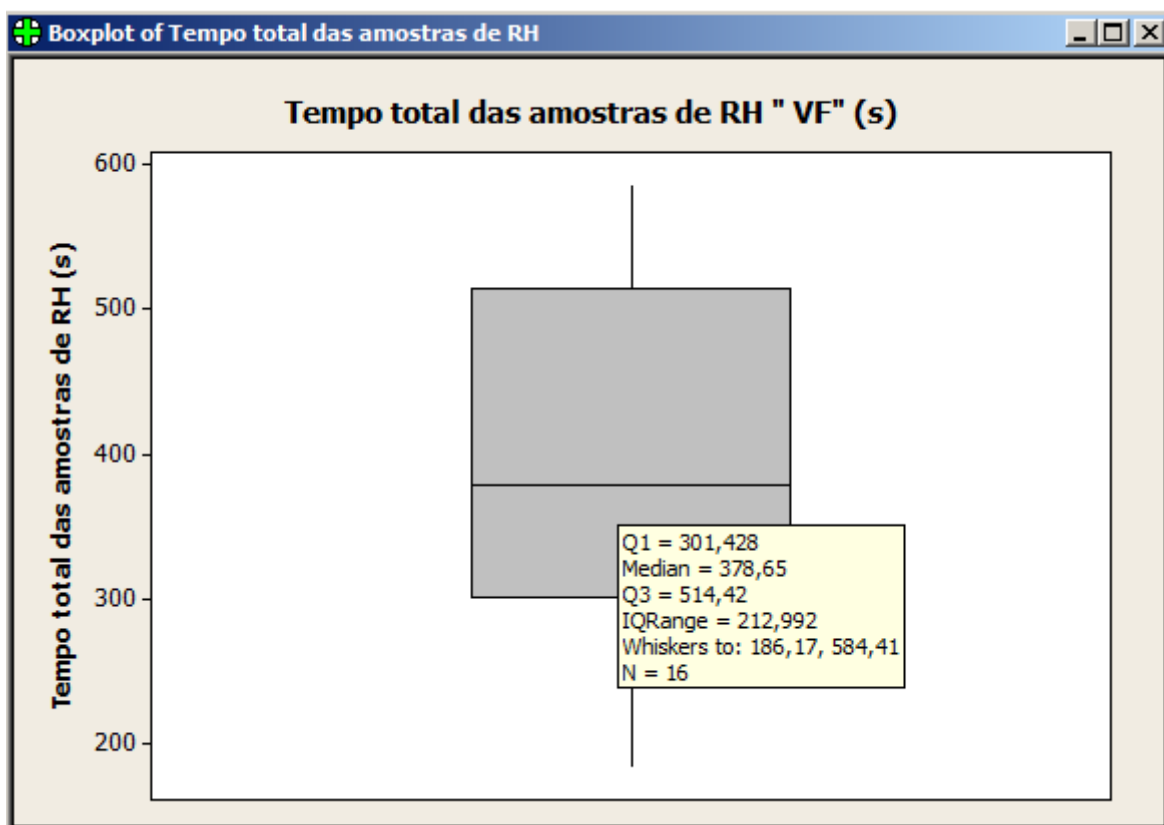 Boxplot of Tempo total das amostras de RH
Tempo total das amostras de RH " VF" (s)
Tempo total das amostras de RH (s)
600
500
400
300
200
Q1 = 301,428
Median = 378,65
Q3 = 514,42
IQRange = 212,992
Whiskers to: 186,17, 584,41
N = 16